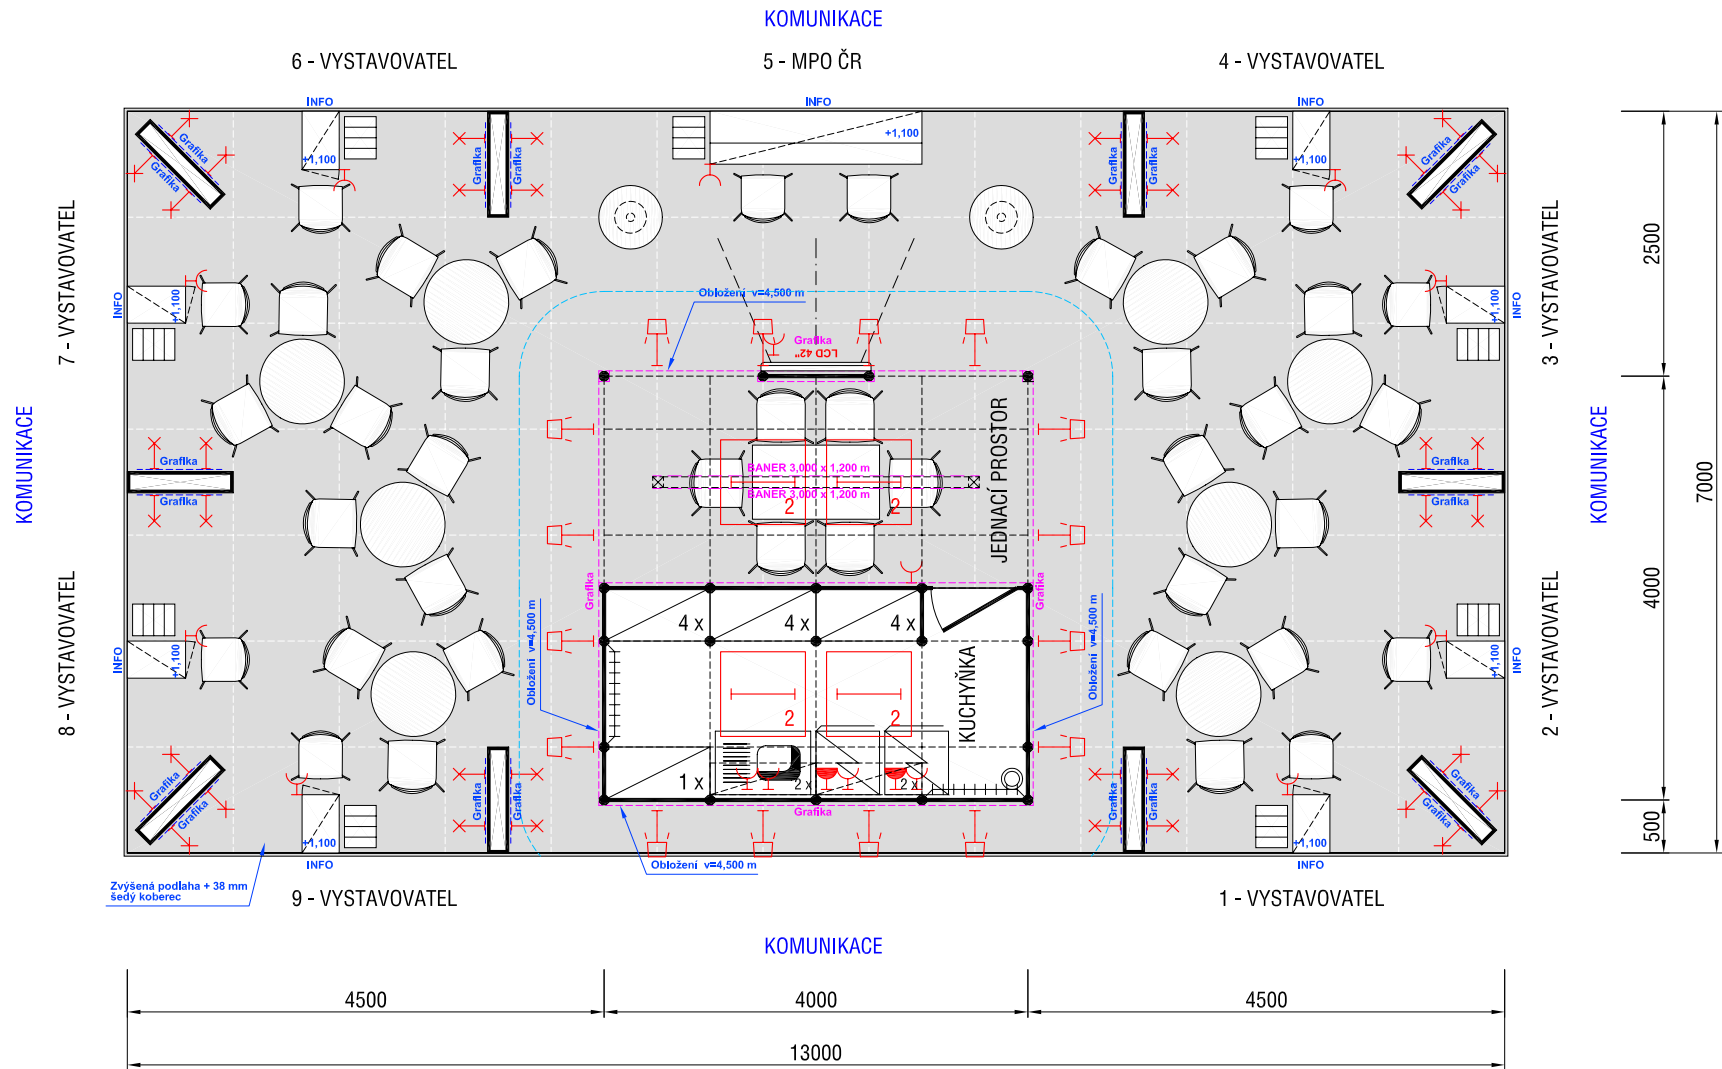 KOMUNIKACE
6 - VYSTAVOVATEL
5 - MPO ČR
4 - VYSTAVOVATEL
INFO
INFO
INFO
Grafika
Grafika
+1,100
Grafika
Grafika
+1,100
Grafika
Grafika
+1,100
Grafika
Grafika
7 - VYSTAVOVATEL
INFO
+1,100
Obložení v=4,500 m
Grafika
LCD 42"
+1,100
INFO
3 - VYSTAVOVATEL
2500
7000
KOMUNIKACE
Grafika
Grafika
BANER 3,000 x 1,200 m
BANER 3,000 x 1,200 m
2
2
JEDNACÍ PROSTOR
Grafika
Grafika
KOMUNIKACE
4000
Grafika
Grafika
8 - VYSTAVOVATEL
INFO
+1,100
Obložení v=4,500 m
4 x
4 x
4 x
2
2
KUCHYŇKA
Obložení v=4,500 m
+1,100
INFO
2 - VYSTAVOVATEL
1 x
2 x
2 x
Grafika
Grafika
Grafika
+1,100
Grafika
Grafika
Grafika
Grafika
+1,100
Grafika
Grafika
500
INFO
Obložení v=4,500 m
INFO
Zvýšená podlaha + 38 mm
šedý koberec
9 - VYSTAVOVATEL
1 - VYSTAVOVATEL
KOMUNIKACE
4500
4000
4500
13000